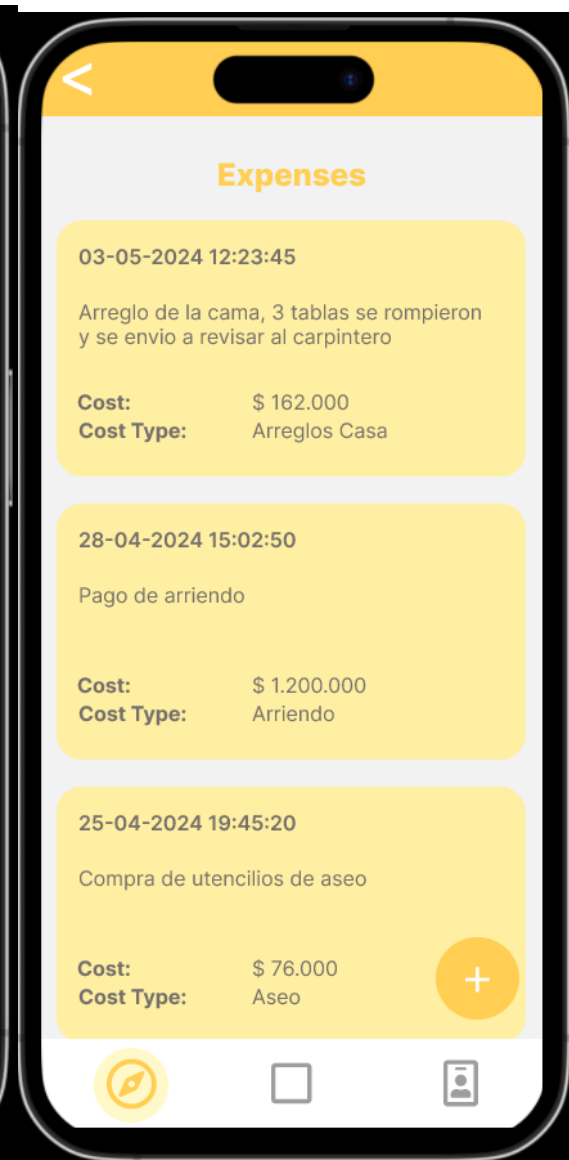 <
Expenses
03-05-2024 12:23:45
Arreglo de la cama, 3 tablas se rompieron
y se envio a revisar al carpintero
Cost: $ 162.000
Cost Type: Arreglos Casa
28-04-2024 15:02:50
Pago de arriendo
Cost: $ 1.200.000
Cost Type: Arriendo
25-04-2024 19:45:20
Compra de utencilios de aseo
Cost: $ 76.000
Cost Type: Aseo
+